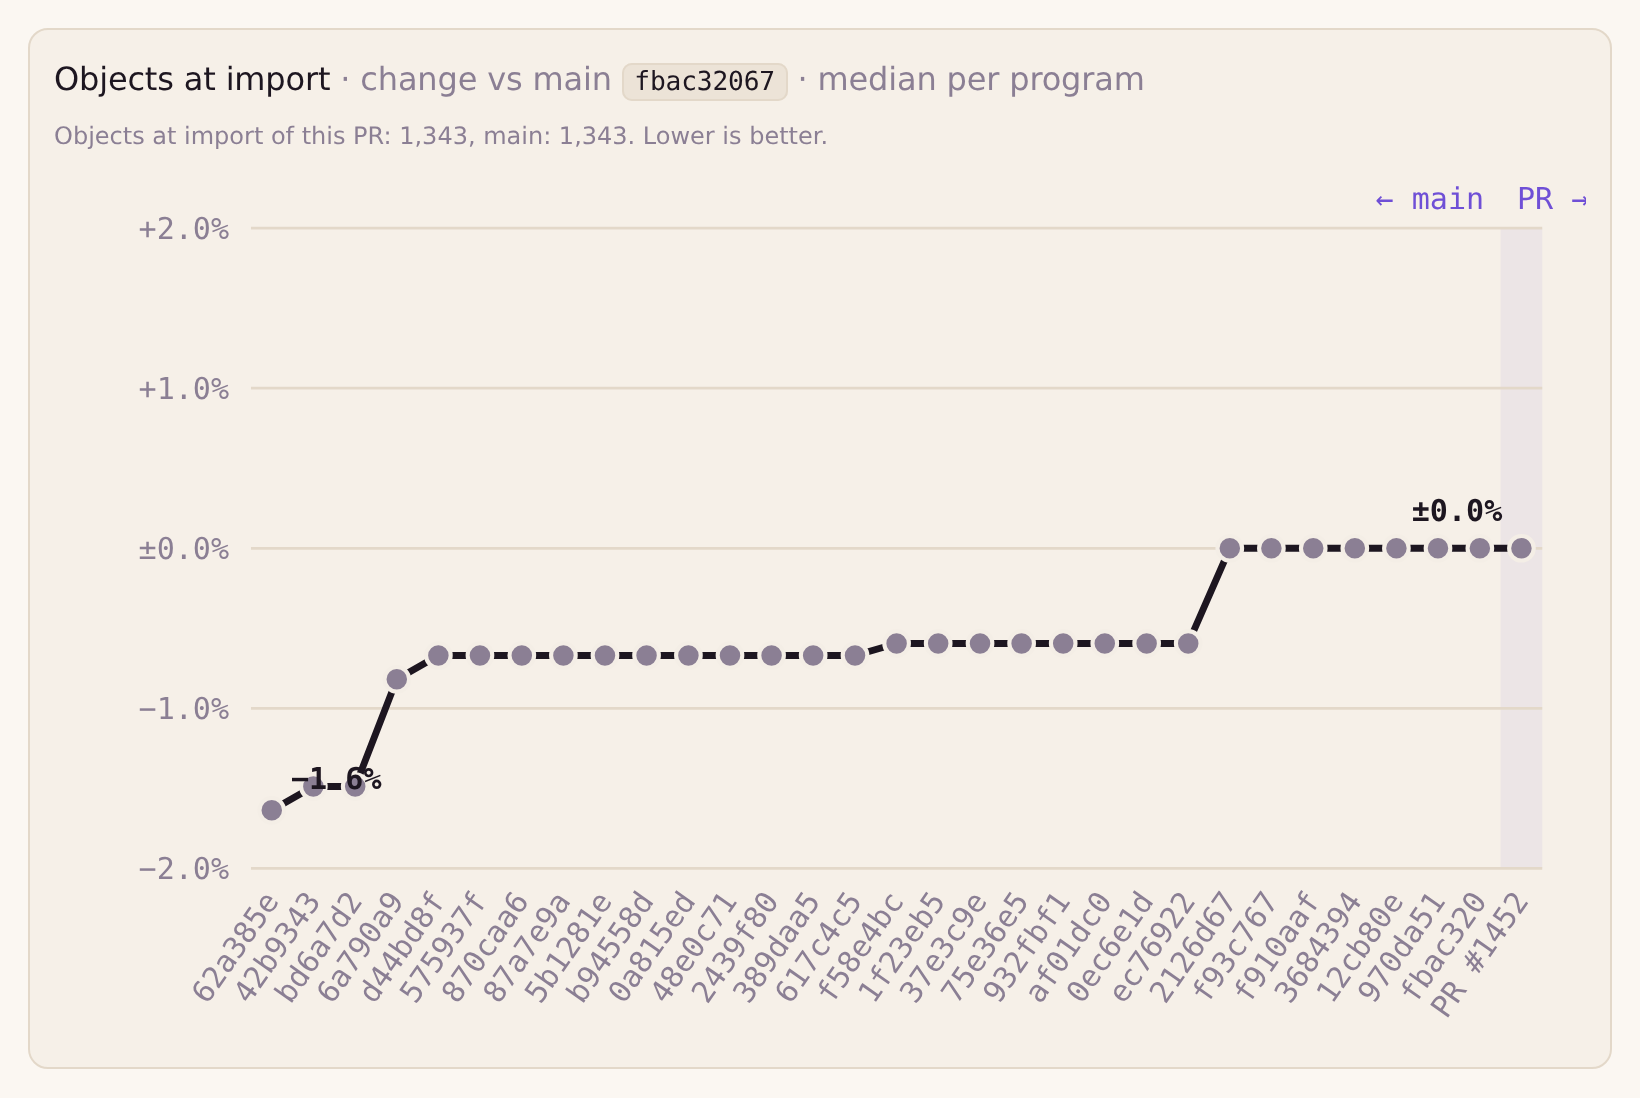 Objects at import · change vs main fbac32067 · median per program
Objects at import of this PR: 1,343, main: 1,343. Lower is better.
← main PR →
+2.0%
+1.0%
±0.0%
±0.0%
−1.0%
−1.6%
−2.0%
62a385e
42b9343
bd6a7d2
6a790a9
d44bd8f
575937f
870caa6
87a7e9a
5b1281e
b94558d
0a815ed
48e0c71
2439f80
389daa5
617c4c5
f58e4bc
1f23eb5
37e3c9e
75e36e5
932fbf1
af01dc0
0ec6e1d
ec76922
2126d67
f93c767
f910aaf
3684394
12cb80e
970da51
fbac320
PR #1452